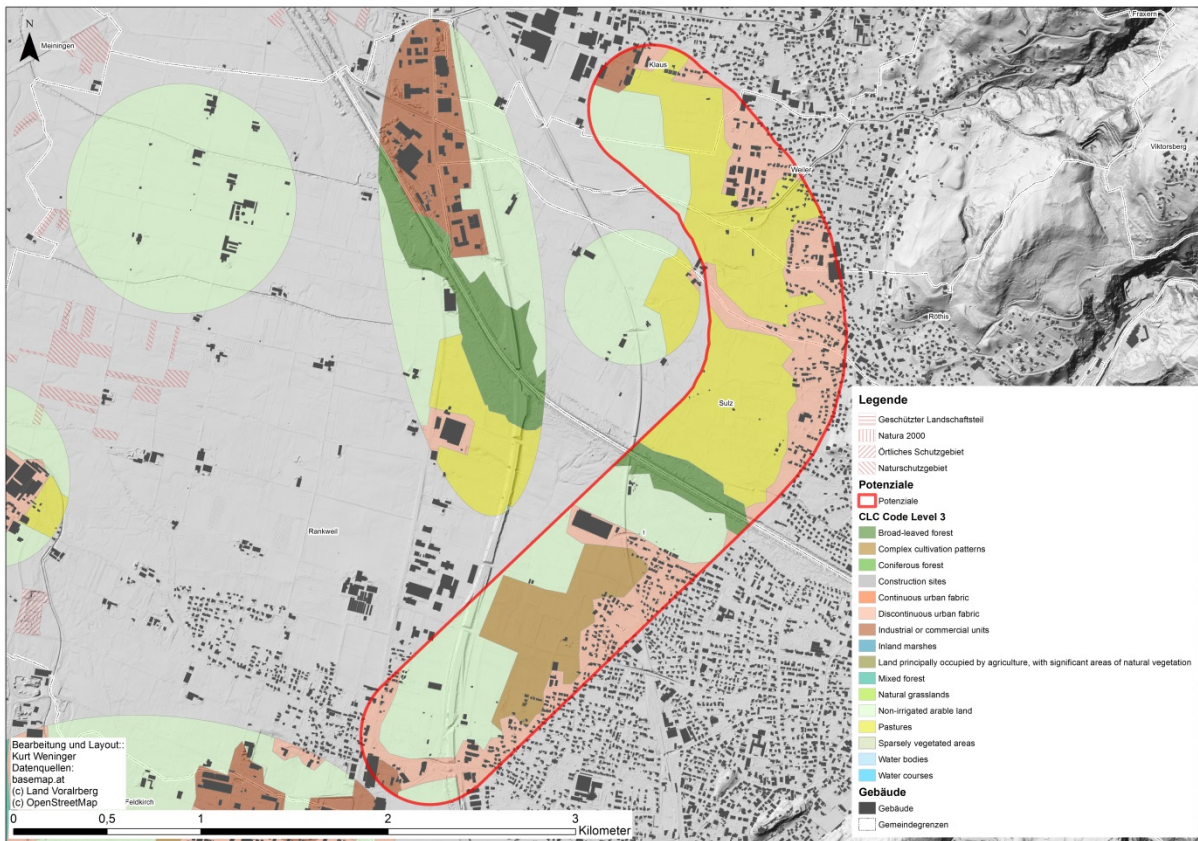 N
Meiningen
Fraxern
Klaus
Viktorsberg
Weiler
Röthis
Sulz
1
Rankweil
Feldkirch
Legende
Geschützter Landschaftsteil
Natura 2000
Örtliches Schutzgebiet
Naturschutzgebiet
Potenziale
Potenziale
CLC Code Level 3
Broad-leaved forest
Complex cultivation patterns
Coniferous forest
Construction sites
Continuous urban fabric
Discontinuous urban fabric
Industrial or commercial units
Inland marshes
Land principally occupied by agriculture, with significant areas of natural vegetation
Mixed forest
Natural grasslands
Non-irrigated arable land
Pastures
Sparsely vegetated areas
Water bodies
Water courses
Gebäude
Gebäude
Gemeindegrenzen
Bearbeitung und Layout::
Kurt Weninger
Datenquellen:
basemap.at
(c) Land Voralrberg
(c) OpenStreetMap
0 0,5 1 2 3
Kilometer